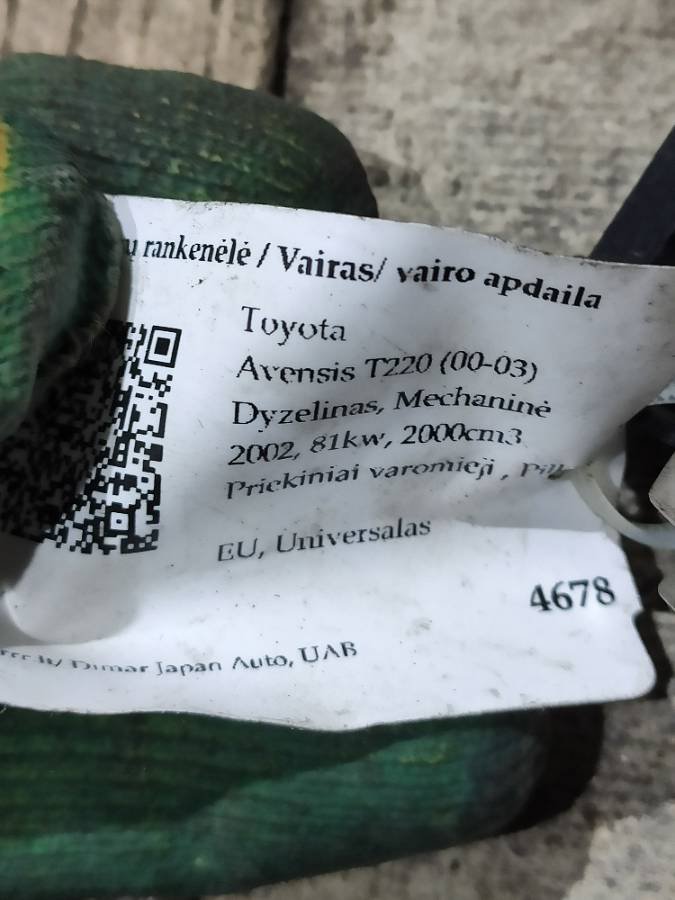 rankenėlė / Vairas/ vairo apdaila
Toyota
Avensis T220 (00-03)
Dyzelinas, Mechaninė
2002, 81kw, 2000cm3
Priekiniai varomieji ,
EU, Universalas
4678
Dimar Japan Auto, UAB